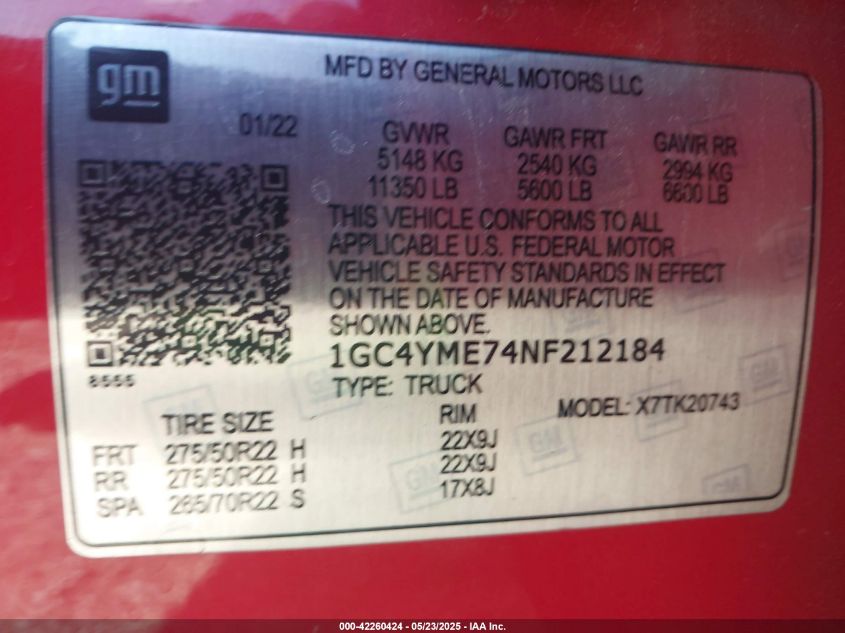 gm
MFD BY GENERAL MOTORS LLC
01/22
GVWR GAWR FRT GAWR RR
5148 KG 2540 KG 2994 KG
11350 LB 5600 LB 6600 LB
THIS VEHICLE CONFORMS TO ALL
APPLICABLE U.S. FEDERAL MOTOR
VEHICLE SAFETY STANDARDS IN EFFECT
ON THE DATE OF MANUFACTURE
SHOWN ABOVE.
1GC4YME74NF212184
8555
TYPE: TRUCK
MODEL: X7TK20743
TIRE SIZE RIM
FRT 275/50R22 H 22X9J
RR 275/50R22 H 22X9J
SPA 265/70R22 S 17X8J
GM
GM
GM
000-42260424 - 05/23/2025 - IAA Inc.